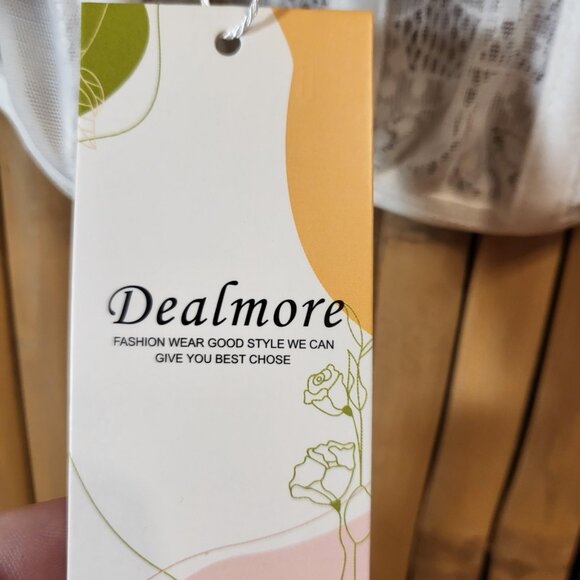 Dealmore
FASHION WEAR GOOD STYLE WE CAN
GIVE YOU BEST CHOSE